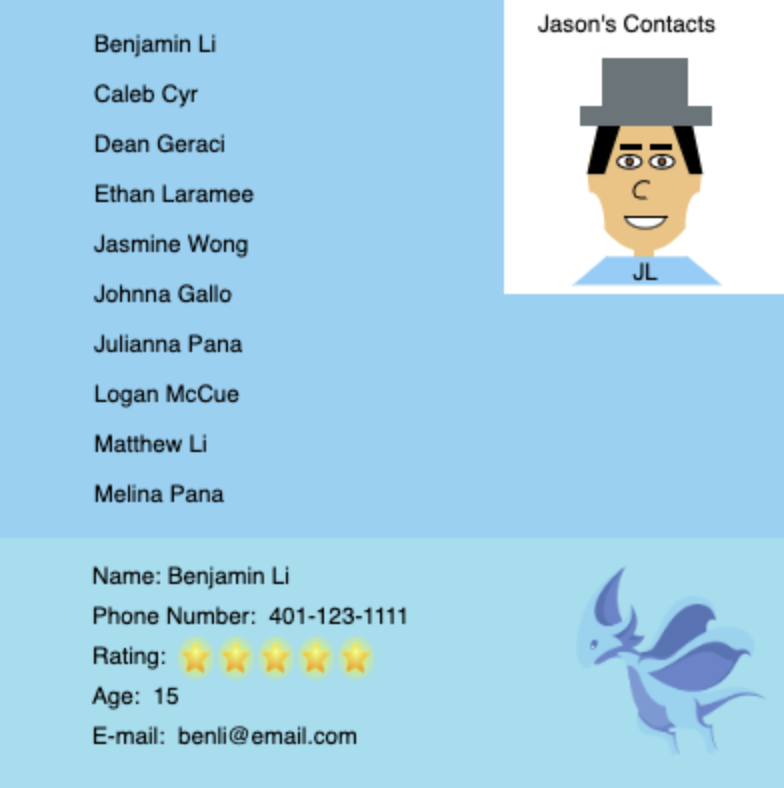 Jason's Contacts
JL
Benjamin Li
Caleb Cyr
Dean Geraci
Ethan Laramee
Jasmine Wong
Johnna Gallo
Julianna Pana
Logan McCue
Matthew Li
Melina Pana
Name: Benjamin Li
Phone Number: 401-123-1111
Rating:
Age: 15
E-mail: benli@email.com